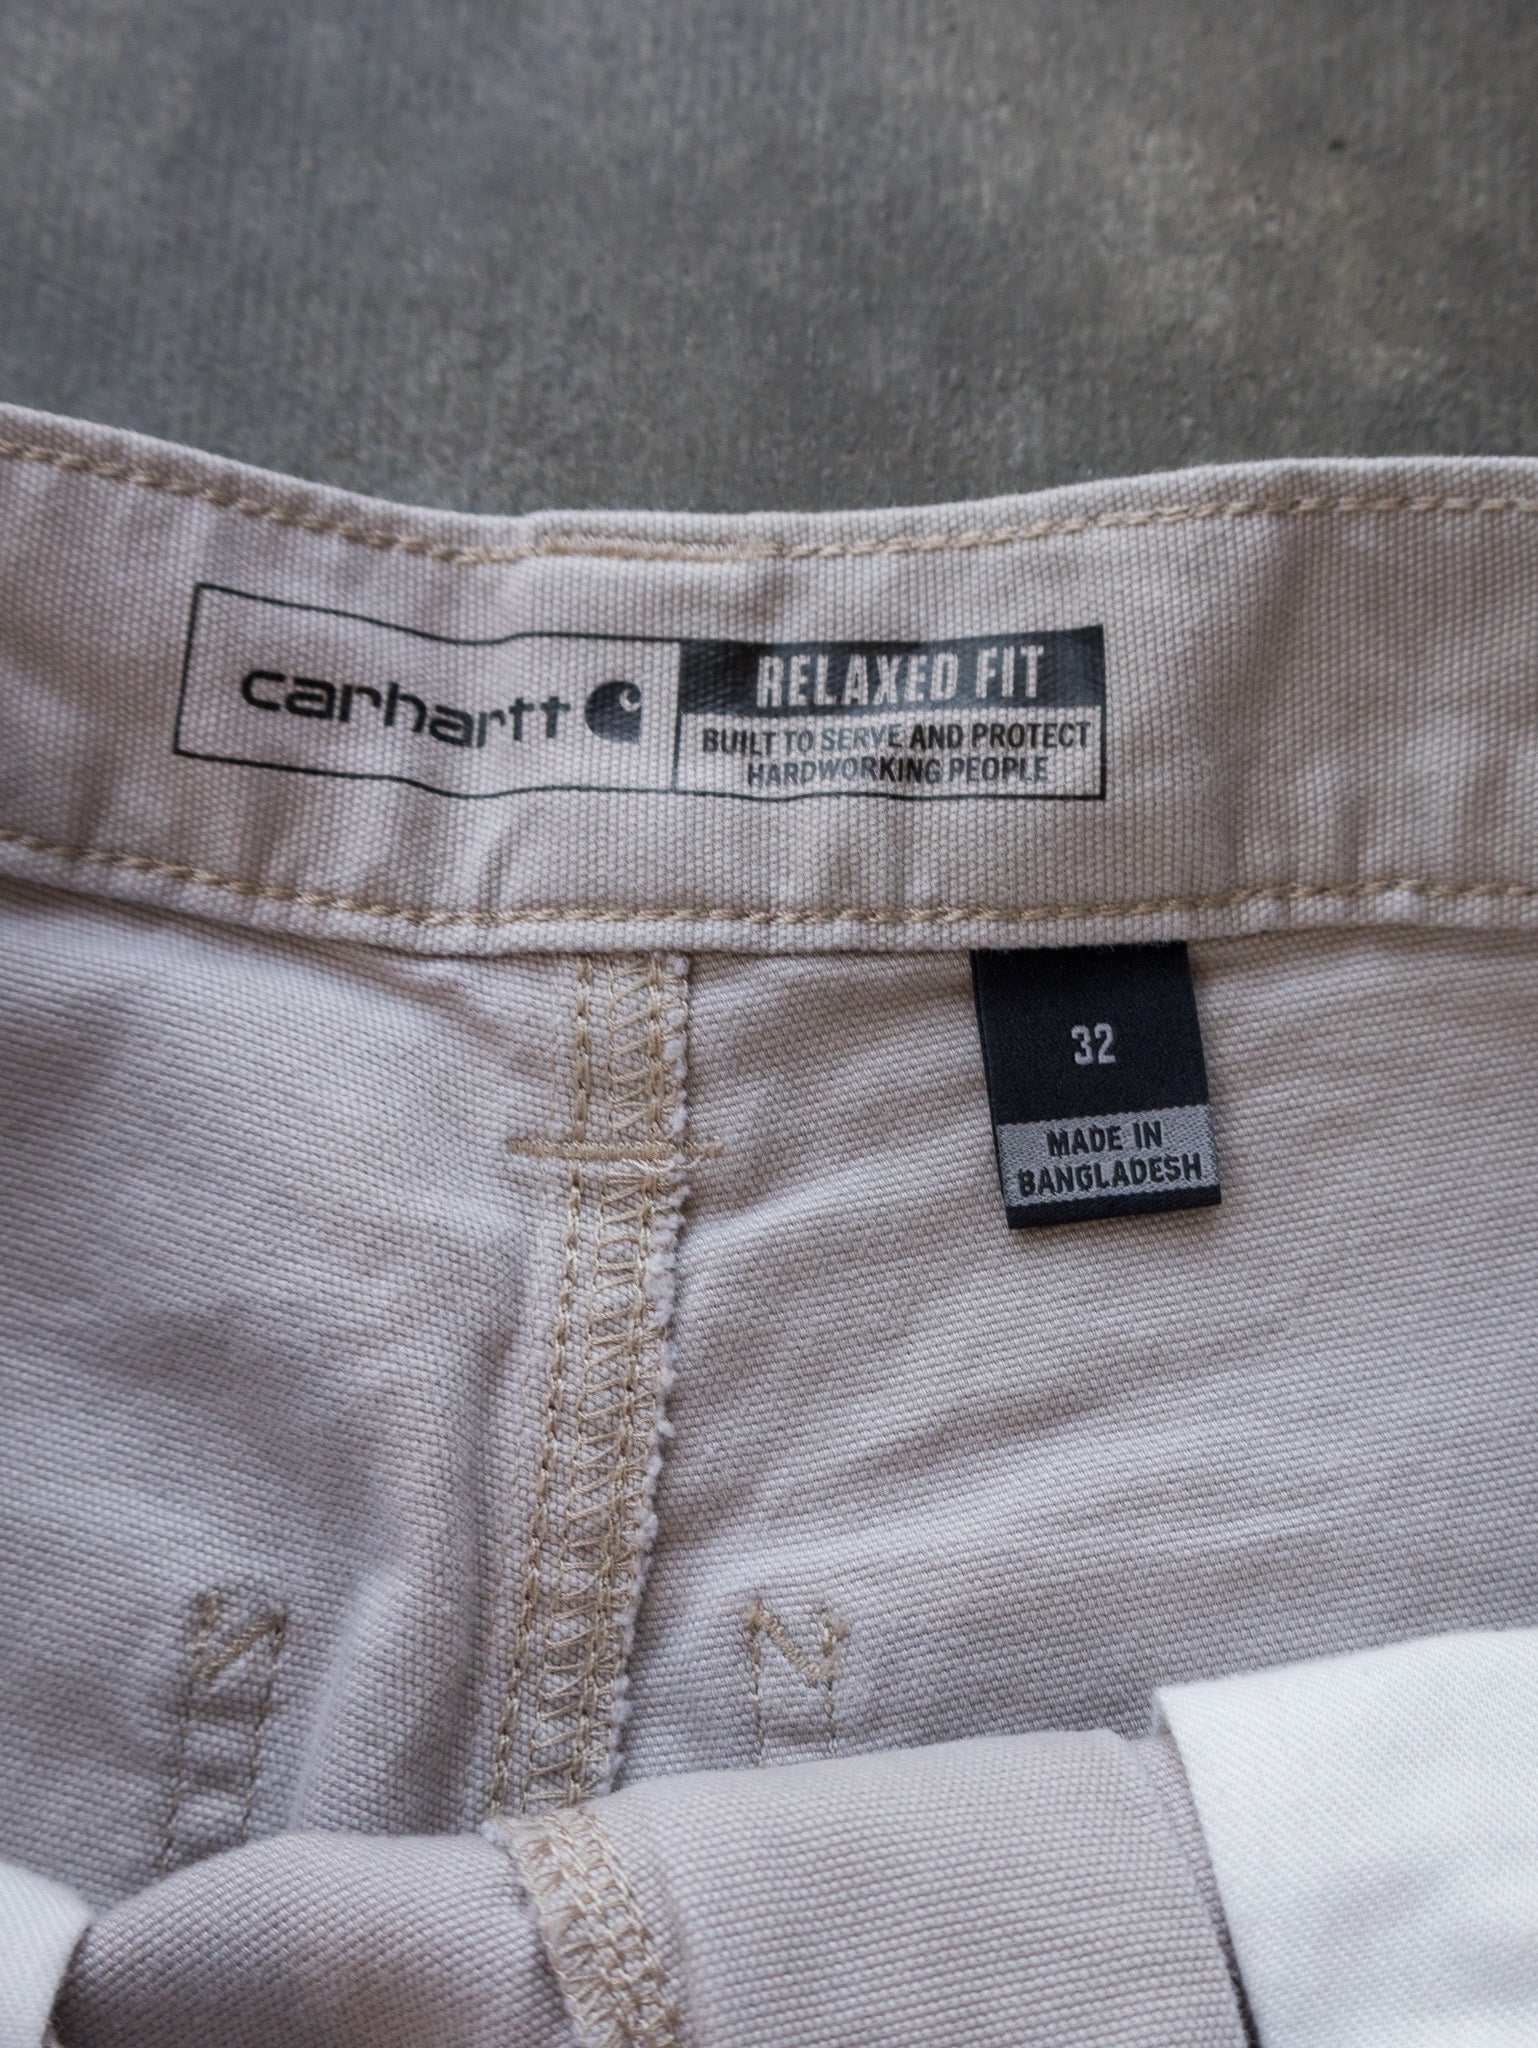 carhartt
RELAXED FIT
BUILT TO SERVE AND PROTECT
HARDWORKING PEOPLE
32
MADE IN
BANGLADESH